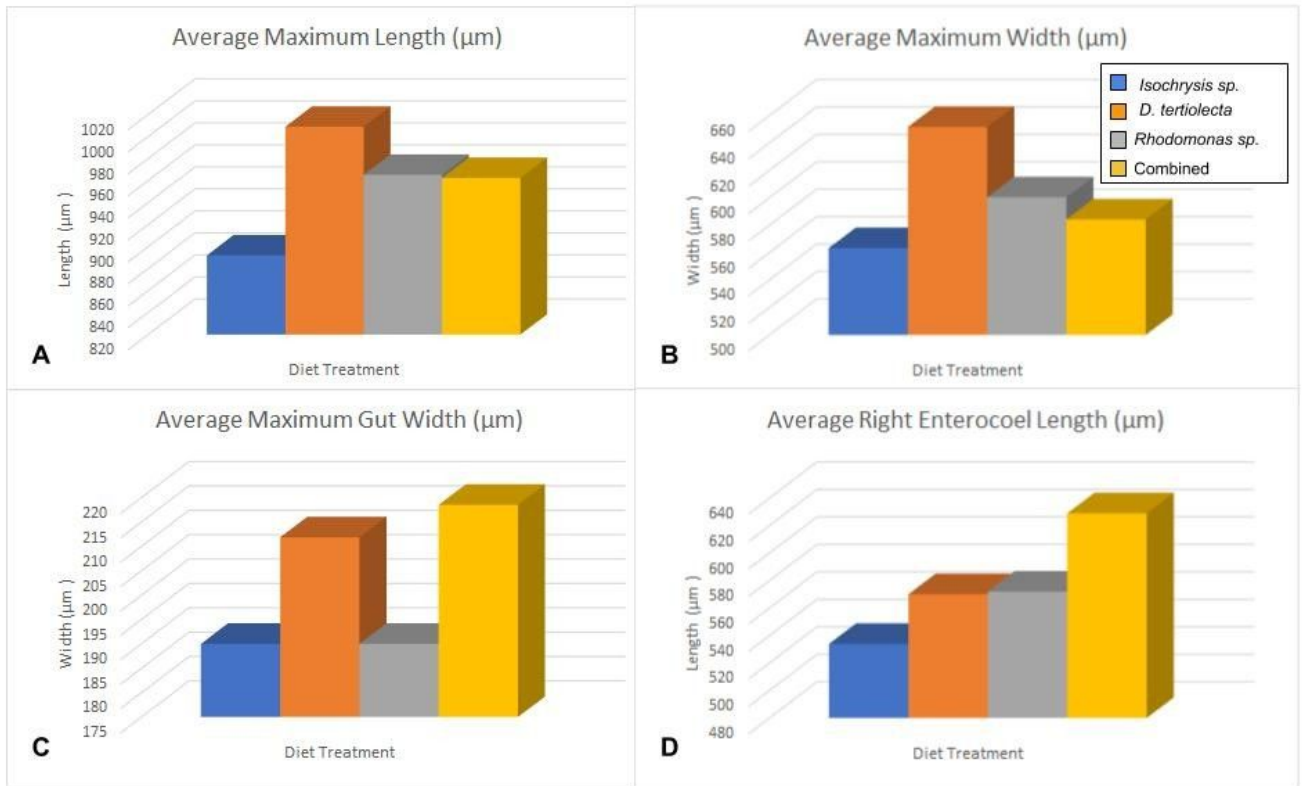 Average Maximum Length (µm)
1020
1000
980
960
940
920
900
880
860
840
820
Length (µm )
Diet Treatment
A
Average Maximum Width (µm)
660
640
620
600
580
560
540
520
500
Width (µm )
Diet Treatment
B
Isochrysis sp.
D. tertiolecta
Rhodomonas sp.
Combined
Average Maximum Gut Width (µm)
220
215
210
205
200
195
190
185
180
175
Width (µm )
Diet Treatment
C
Average Right Enterocoel Length (µm)
640
620
600
580
560
540
520
500
480
Length (µm )
Diet Treatment
D